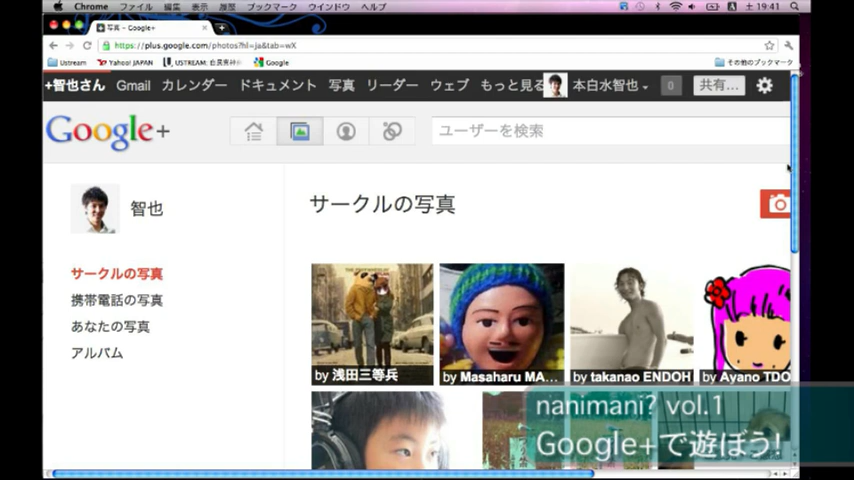 Chrome ファイル 編集 表示 履歴 ブックマーク ウインドウ ヘルプ
土 19:41
写真 - Google+
https://plus.google.com/photos?hl=ja&tab=wX
Ustream Yahoo! JAPAN Google その他のブックマーク
+智也さん Gmail カレンダー ドキュメント 写真 リーダー ウェブ もっと見る 本白水智也 0 共有...
Google+
ユーザーを検索
智也
サークルの写真
携帯電話の写真
あなたの写真
アルバム
サークルの写真
by 浅田三等兵
by Masaharu MA...
by takanao ENDOH
by Ayano TDO
nanimani? vol.1
Google+で遊ぼう!